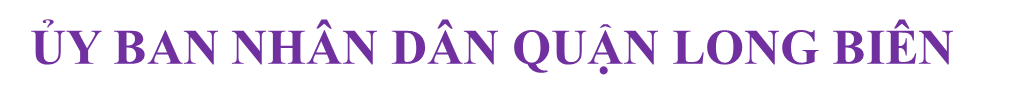 ỦY BAN NHÂN DÂN QUẬN LONG BIÊN